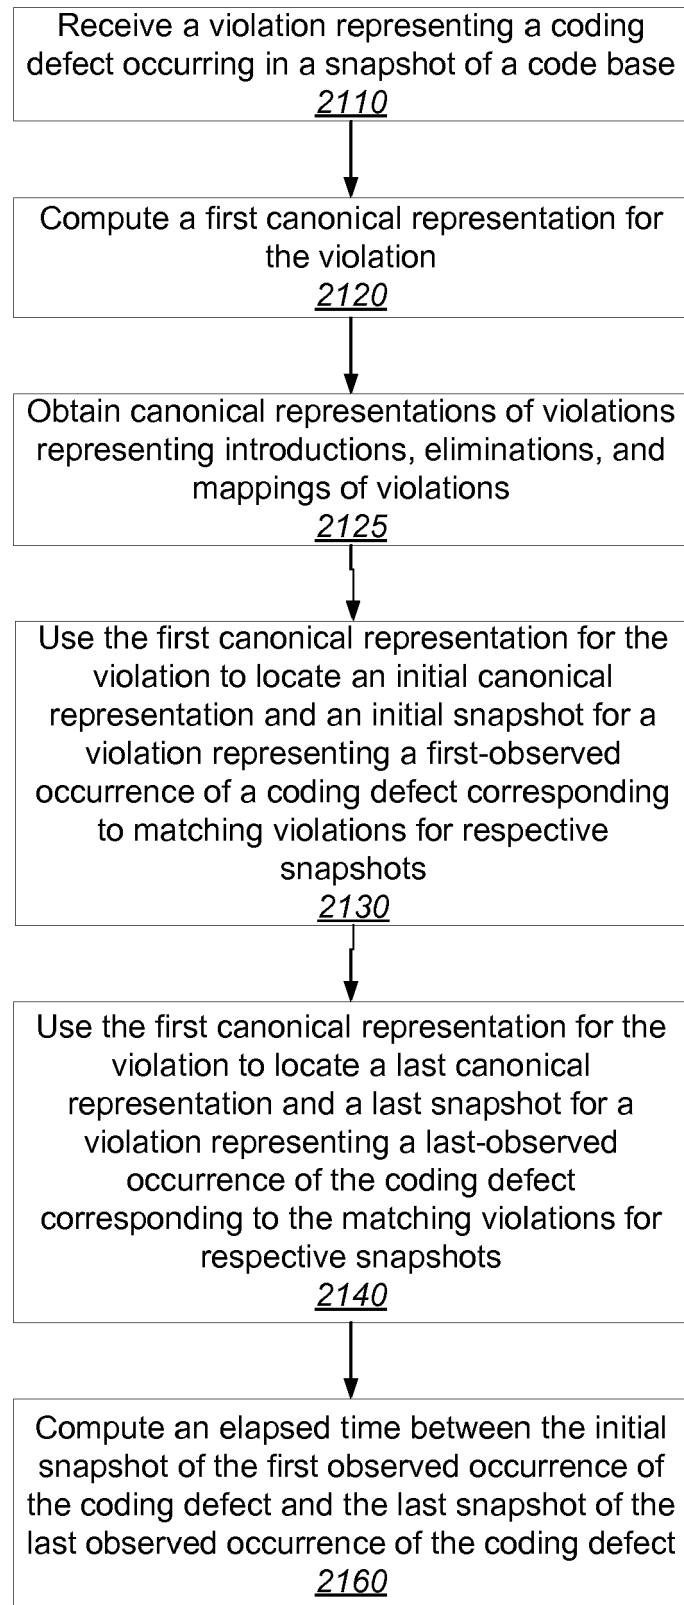 Receive a violation representing a coding
defect occurring in a snapshot of a code base
2110
Compute a first canonical representation for
the violation
2120
Obtain canonical representations of violations
representing introductions, eliminations, and
mappings of violations
2125
Use the first canonical representation for the
violation to locate an initial canonical
representation and an initial snapshot for a
violation representing a first-observed
occurrence of a coding defect corresponding
to matching violations for respective
snapshots
2130
Use the first canonical representation for the
violation to locate a last canonical
representation and a last snapshot for a
violation representing a last-observed
occurrence of the coding defect
corresponding to the matching violations for
respective snapshots
2140
Compute an elapsed time between the initial
snapshot of the first observed occurrence of
the coding defect and the last snapshot of the
last observed occurrence of the coding defect
2160